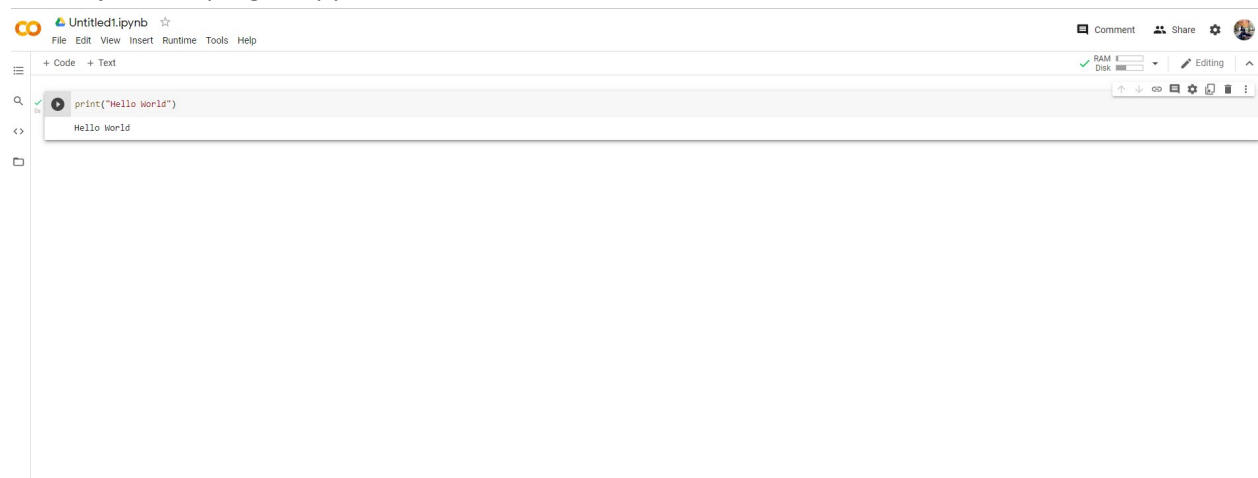 Untitled1.ipynb
Comment
Share
File Edit View Insert Runtime Tools Help
+ Code + Text
RAM
Disk
Editing
print("Hello World")
0s
Hello World